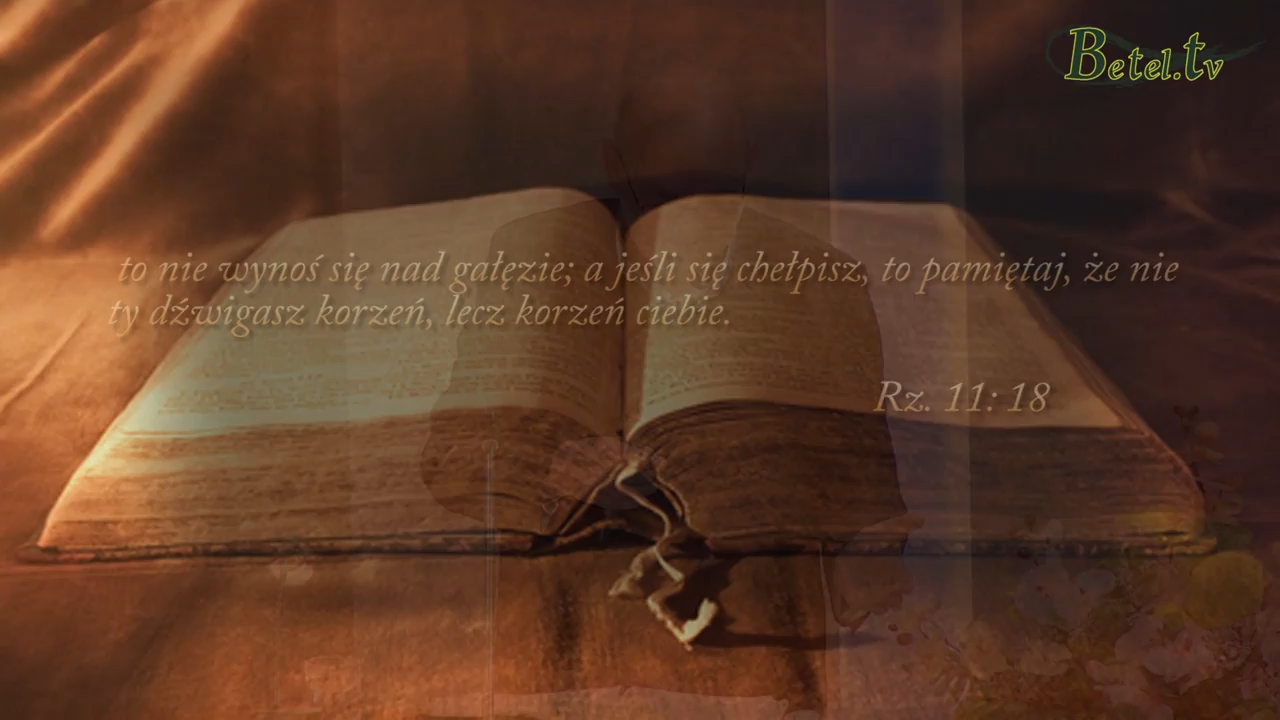 Betel.tv
to nie wynoś się nad gałęzie; a jeśli się chełpisz, to pamiętaj, że nie
ty dźwigasz korzeń, lecz korzeń ciebie.
Rz. 11:18